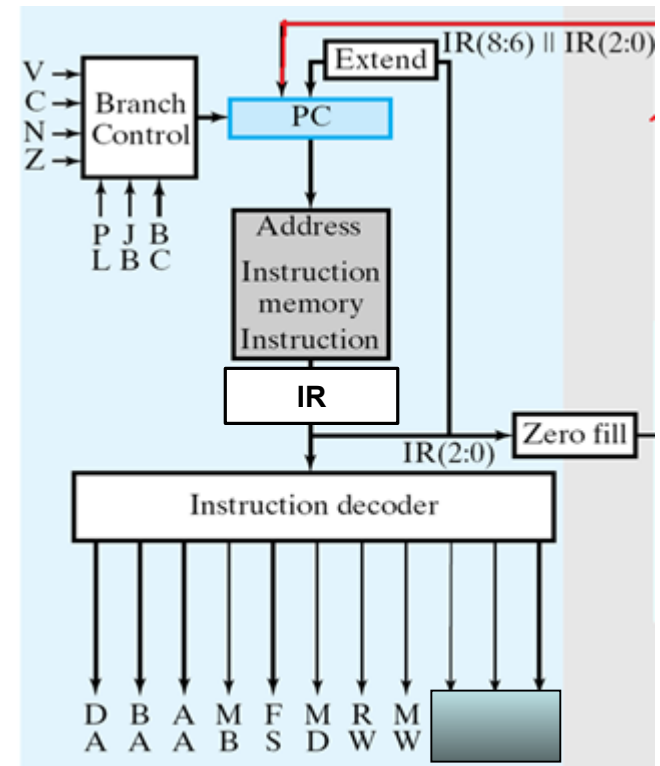 IR(8:6) || IR(2:0)
Extend
V
C
N
Z
Branch
Control
PC
P J B
L B C
Address
Instruction
memory
Instruction
IR
IR(2:0)
Zero fill
Instruction decoder
D B A M F M R M
A A A B S D W W